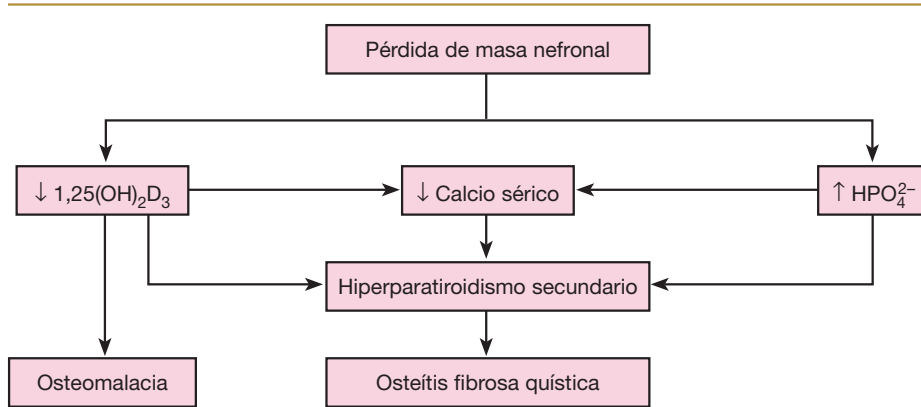 Pérdida de masa nefronal
↓ 1,25(OH)₂D₃
↓ Calcio sérico
↑ HPO₄²⁻
Hiperparatiroidismo secundario
Osteomalacia
Osteítis fibrosa quística